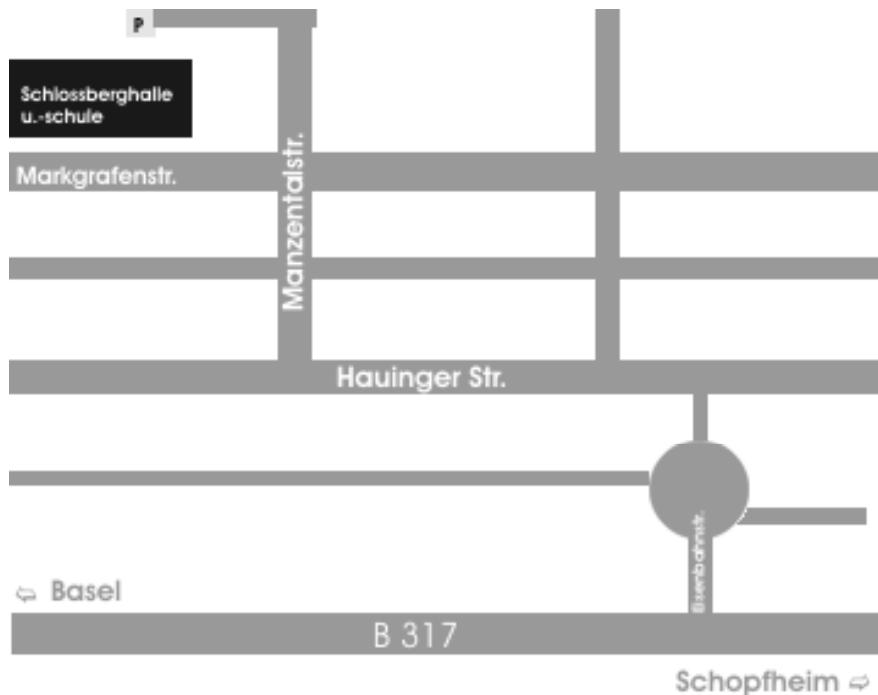 P
Schlossberghalle
u.-schule
Markgrafenstr.
Manzentalstr.
Hauinger Str.
Eisenbahnstr.
Basel
B 317
Schopfheim